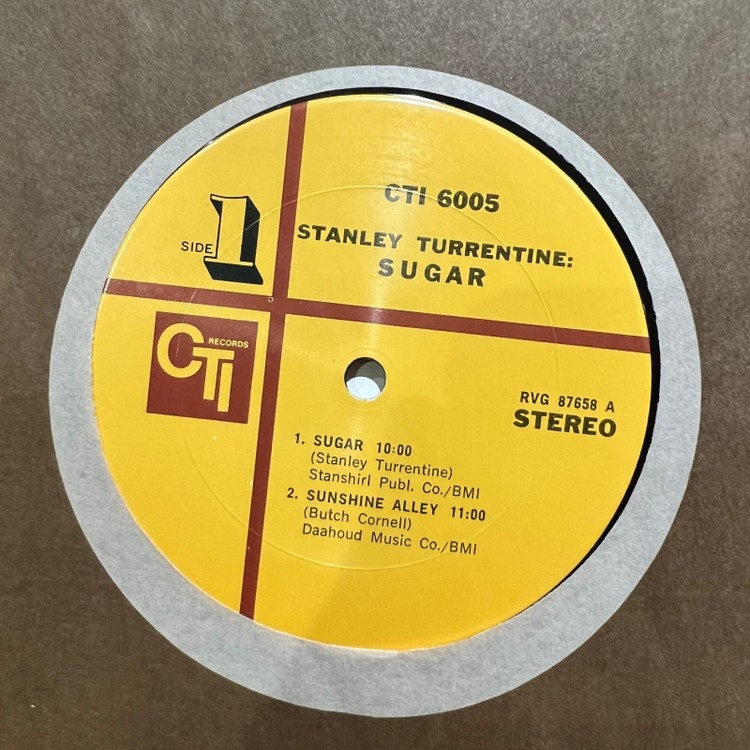 CTI 6005
STANLEY TURRENTINE:
SUGAR
SIDE 1
CTI RECORDS
RVG 87658 A
STEREO
1. SUGAR 10:00
(Stanley Turrentine)
Stanshirl Publ. Co./BMI
2. SUNSHINE ALLEY 11:00
(Butch Cornell)
Daahoud Music Co./BMI